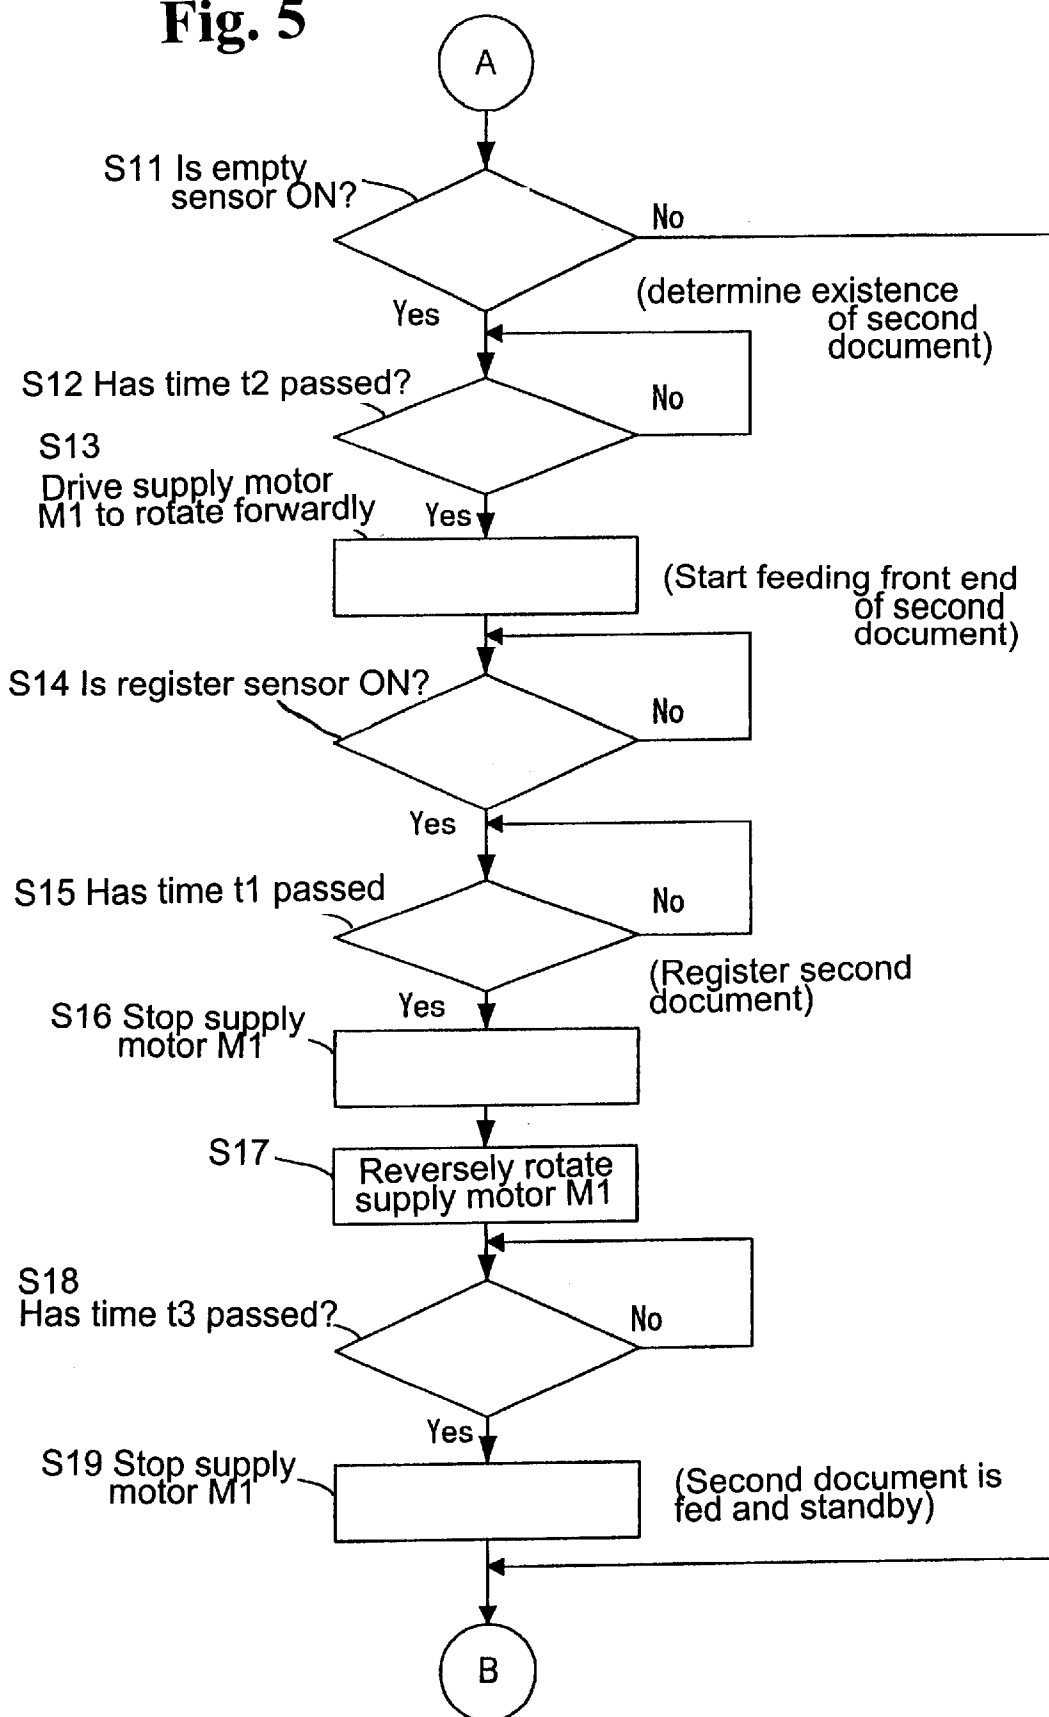 Fig. 5
A
S11 Is empty
sensor ON?
No
(determine existence
of second
document)
Yes
S12 Has time t2 passed?
No
S13
Drive supply motor
M1 to rotate forwardly
Yes
(Start feeding front end
of second
document)
S14 Is register sensor ON?
No
Yes
S15 Has time t1 passed
No
(Register second
document)
Yes
S16 Stop supply
motor M1
S17
Reversely rotate
supply motor M1
S18
Has time t3 passed?
No
Yes
S19 Stop supply
motor M1
(Second document is
fed and standby)
B